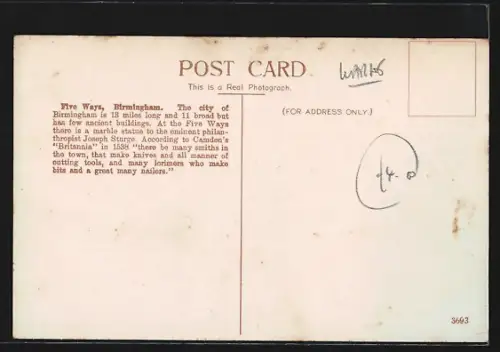 POST CARD
This is a Real Photograph.
Five Ways, Birmingham. The city of
Birmingham is 13 miles long and 11 broad but
has few ancient buildings. At the Five Ways
there is a marble statue to the eminent philan-
thropist Joseph Sturge. According to Camden's
"Britannia" in 1538 "there be many smiths in
the town, that make knives and all manner of
cutting tools, and many lorimers who make
bits and a great many nailors."
(FOR ADDRESS ONLY.)
3693